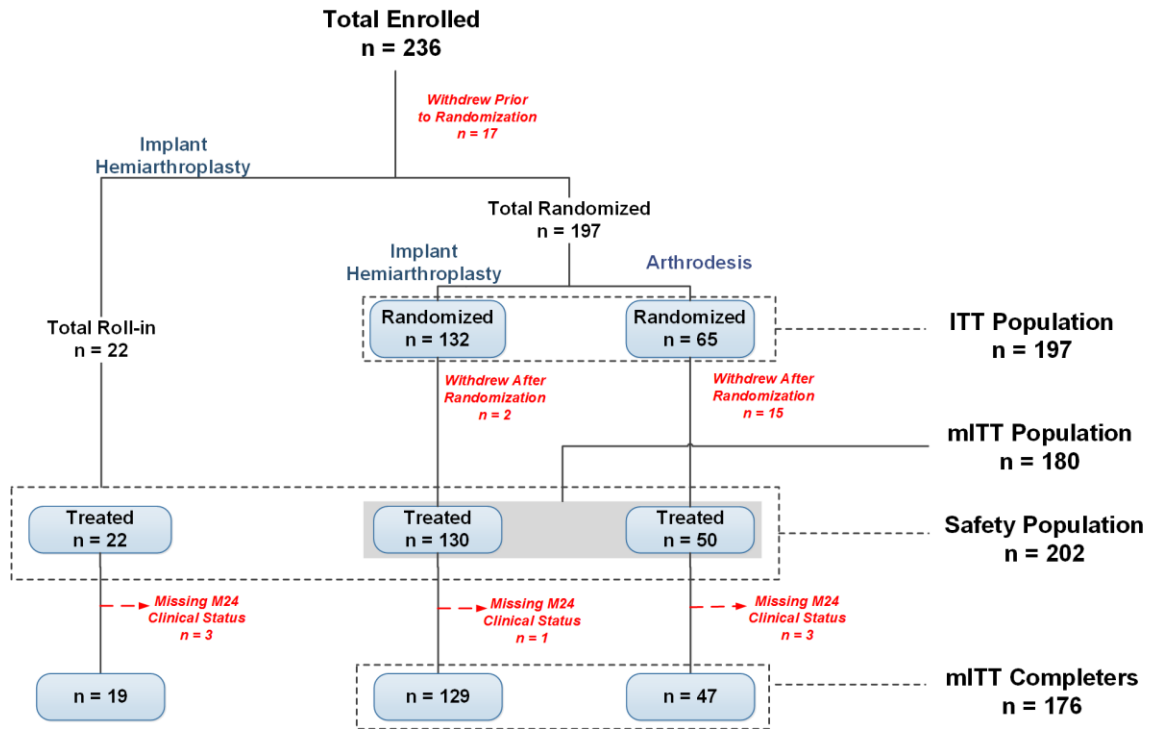 Total Enrolled
n = 236
Withdrew Prior
to Randomization
n = 17
Implant
Hemiarthroplasty
Total Randomized
n = 197
Implant
Hemiarthroplasty
Arthrodesis
Total Roll-in
n = 22
Randomized
n = 132
Randomized
n = 65
ITT Population
n = 197
Withdrew After
Randomization
n = 2
Withdrew After
Randomization
n = 15
mITT Population
n = 180
Treated
n = 22
Treated
n = 130
Treated
n = 50
Safety Population
n = 202
Missing M24
Clinical Status
n = 3
Missing M24
Clinical Status
n = 1
Missing M24
Clinical Status
n = 3
n = 19
n = 129
n = 47
mITT Completers
n = 176